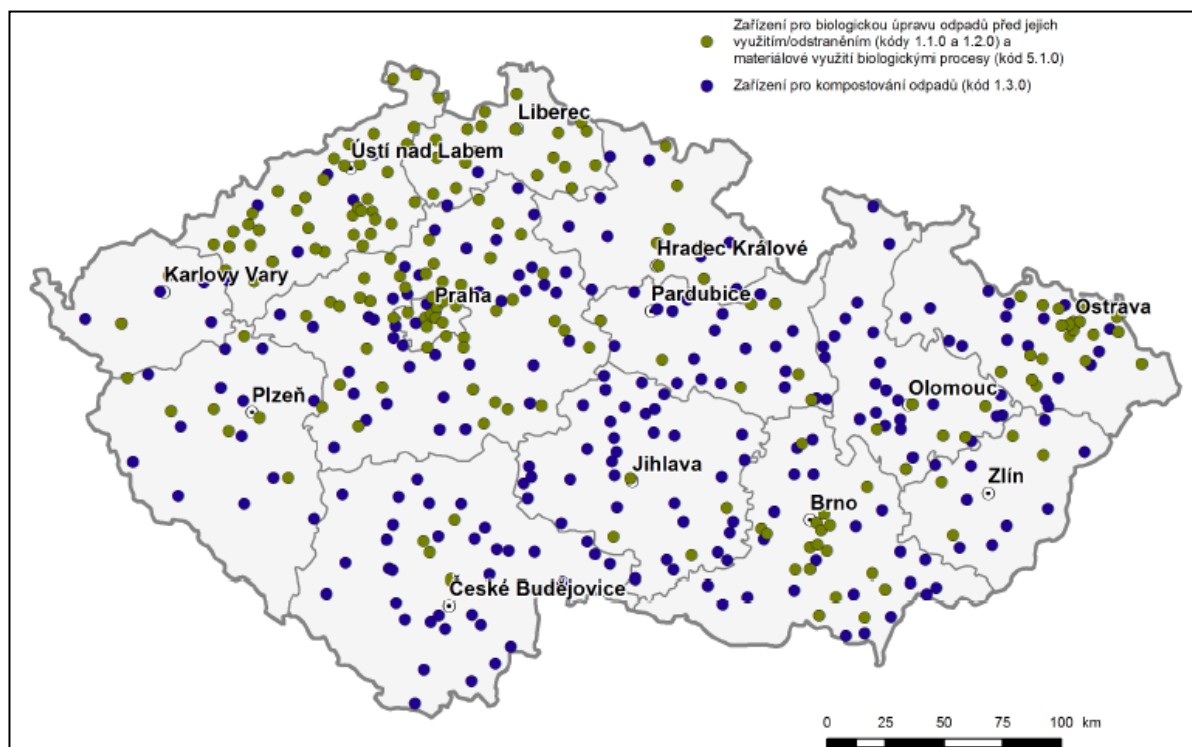 Zařízení pro biologickou úpravu odpadů před jejich
využitím/odstraněním (kódy 1.1.0 a 1.2.0) a
materiálové využití biologickými procesy (kód 5.1.0)
Zařízení pro kompostování odpadů (kód 1.3.0)
Liberec
Ústí nad Labem
Hradec Králové
Karlovy Vary
Praha
Pardubice
Ostrava
Plzeň
Olomouc
Jihlava
Zlín
Brno
České Budějovice
0 25 50 100 km